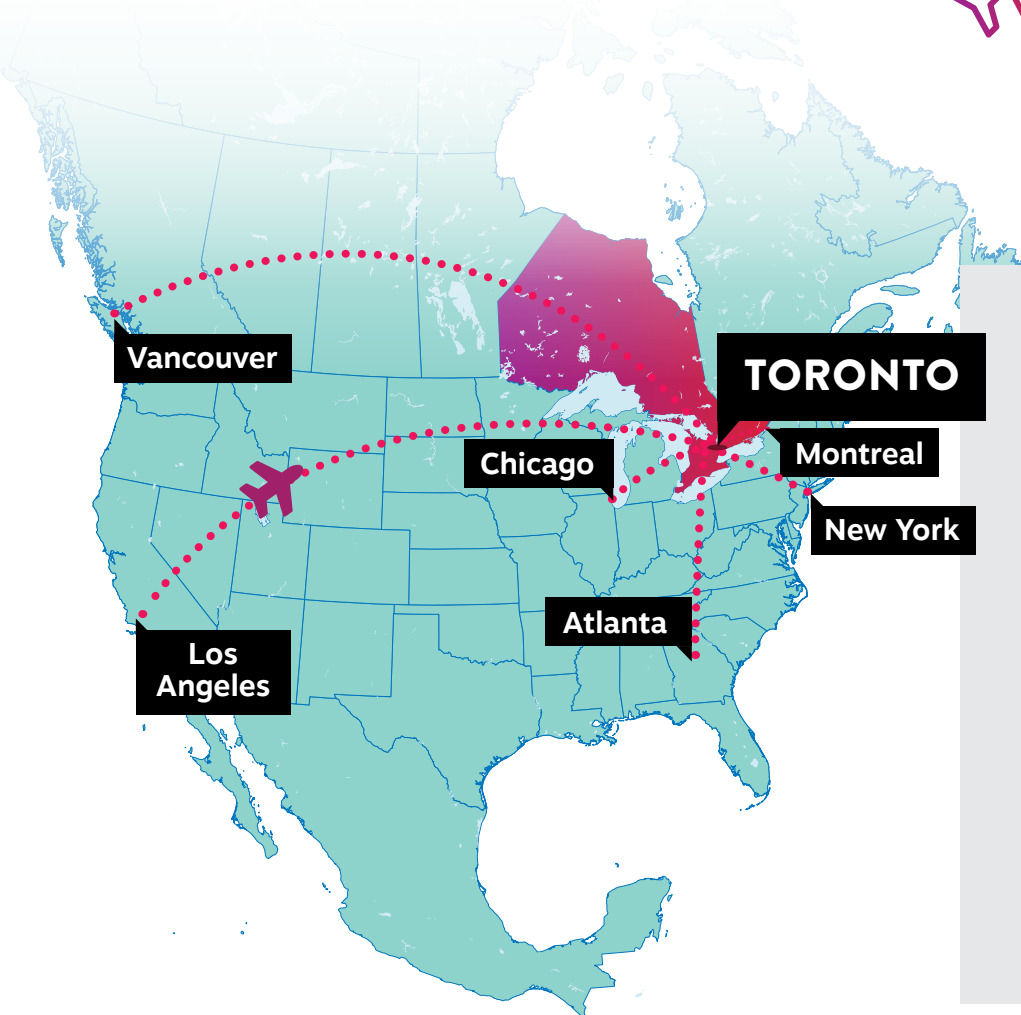 Vancouver
TORONTO
Montreal
Chicago
New York
Atlanta
Los
Angeles